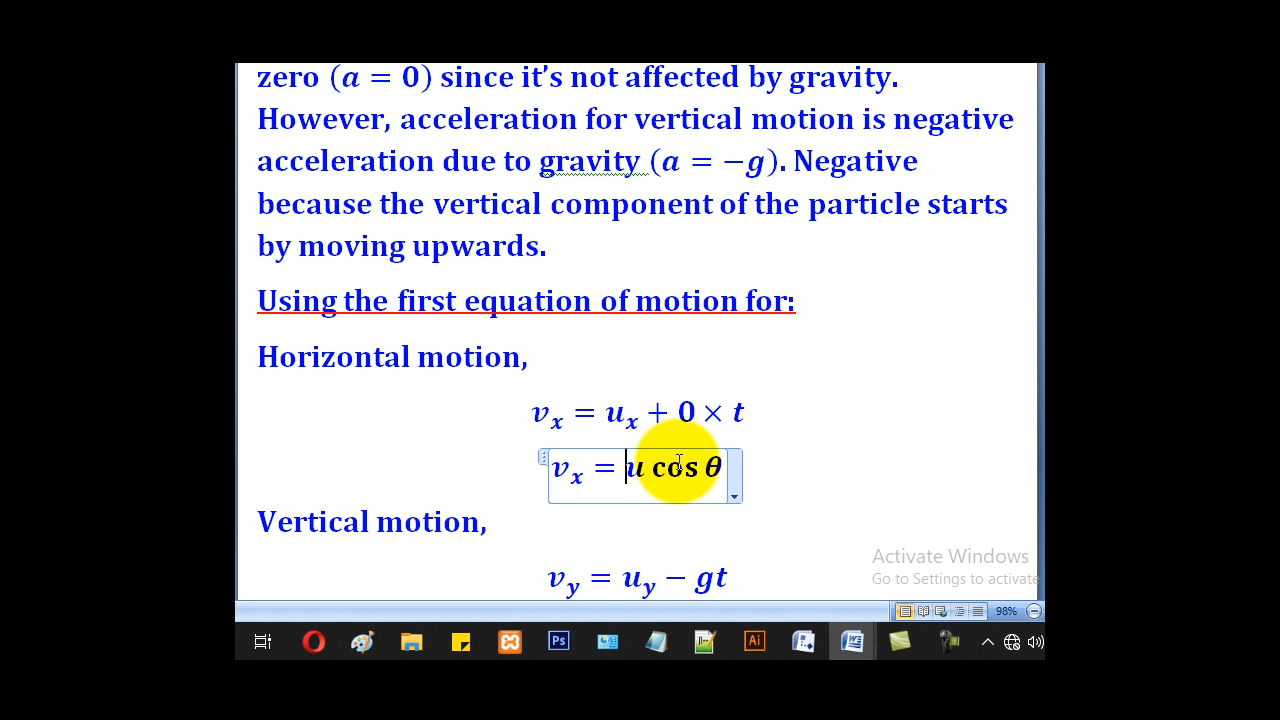 zero (a = 0) since it's not affected by gravity.
However, acceleration for vertical motion is negative
acceleration due to gravity (a = −g). Negative
because the vertical component of the particle starts
by moving upwards.
Using the first equation of motion for:
Horizontal motion,
vₓ = uₓ + 0 × t
vₓ = u cos θ
Vertical motion,
v_y = u_y − gt
Activate Windows
Go to Settings to activate
98%
Ps
Ai
W